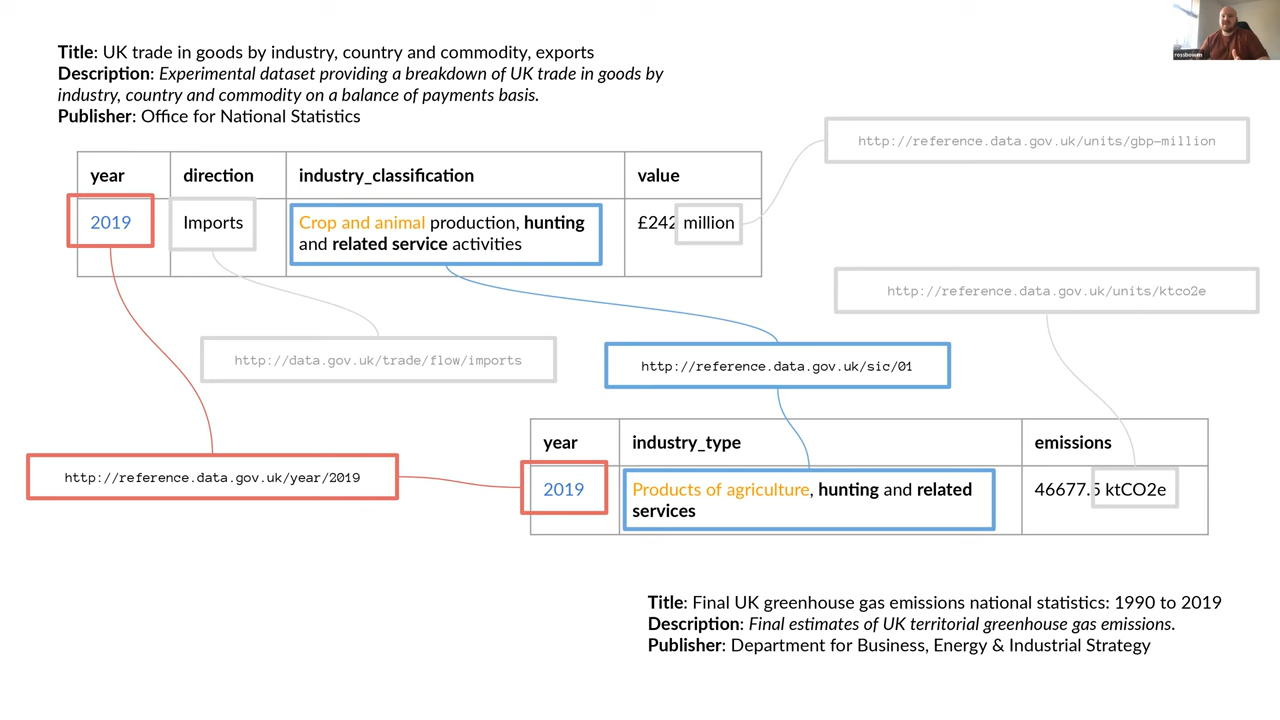 rossbowen
Title: UK trade in goods by industry, country and commodity, exports
Description: Experimental dataset providing a breakdown of UK trade in goods by
industry, country and commodity on a balance of payments basis.
Publisher: Office for National Statistics
http://reference.data.gov.uk/units/gbp-million
year direction industry_classification value
2019 Imports Crop and animal production, hunting £242 million
and related service activities
http://reference.data.gov.uk/units/ktco2e
http://data.gov.uk/trade/flow/imports
http://reference.data.gov.uk/sic/01
year industry_type emissions
http://reference.data.gov.uk/year/2019
2019 Products of agriculture, hunting and related 46677.5 ktCO2e
services
Title: Final UK greenhouse gas emissions national statistics: 1990 to 2019
Description: Final estimates of UK territorial greenhouse gas emissions.
Publisher: Department for Business, Energy & Industrial Strategy